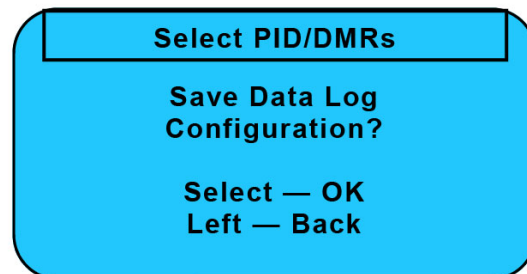 Select PID/DMRs
Save Data Log
Configuration?
Select — OK
Left — Back